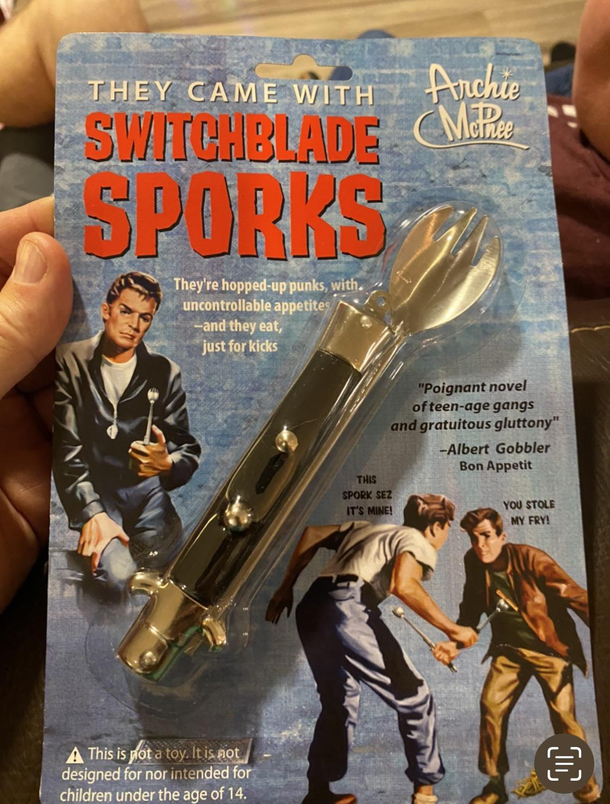 THEY CAME WITH
SWITCHBLADE
SPORKS
Archie
McPhee
They're hopped-up punks, with
uncontrollable appetites
—and they eat,
just for kicks
"Poignant novel
of teen-age gangs
and gratuitous gluttony"
–Albert Gobbler
Bon Appetit
THIS
SPORK SEZ
IT'S MINE!
YOU STOLE
MY FRY!
⚠ This is not a toy. It is not
designed for nor intended for
children under the age of 14.